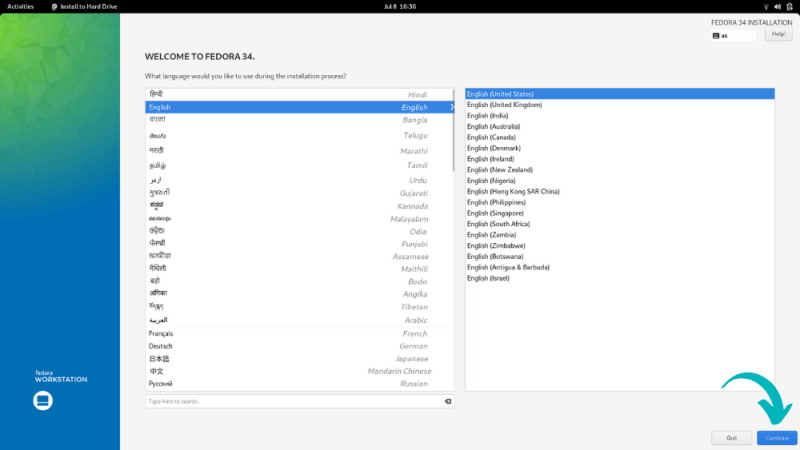 Activities
Install to Hard Drive
Jul 8 16:36
FEDORA 34 INSTALLATION
us
Help!
WELCOME TO FEDORA 34.
What language would you like to use during the installation process?
हिन्दी Hindi
English English
বাংলা Bangla
తెలుగు Telugu
मराठी Marathi
தமிழ் Tamil
اردو Urdu
ગુજરાતી Gujarati
ಕನ್ನಡ Kannada
മലയാളം Malayalam
ଓଡ଼ିଆ Odia
ਪੰਜਾਬੀ Punjabi
অসমীয়া Assamese
मैथिली Maithili
बड़ो Bodo
अंगिका Angika
Tibetan
العربية Arabic
Français French
Deutsch German
日本語 Japanese
中文 Mandarin Chinese
Русский Russian
Type here to search.
English (United States)
English (United Kingdom)
English (India)
English (Australia)
English (Canada)
English (Denmark)
English (Ireland)
English (New Zealand)
English (Nigeria)
English (Hong Kong SAR China)
English (Philippines)
English (Singapore)
English (South Africa)
English (Zambia)
English (Zimbabwe)
English (Botswana)
English (Antigua & Barbuda)
English (Israel)
fedora
WORKSTATION
Quit
Continue